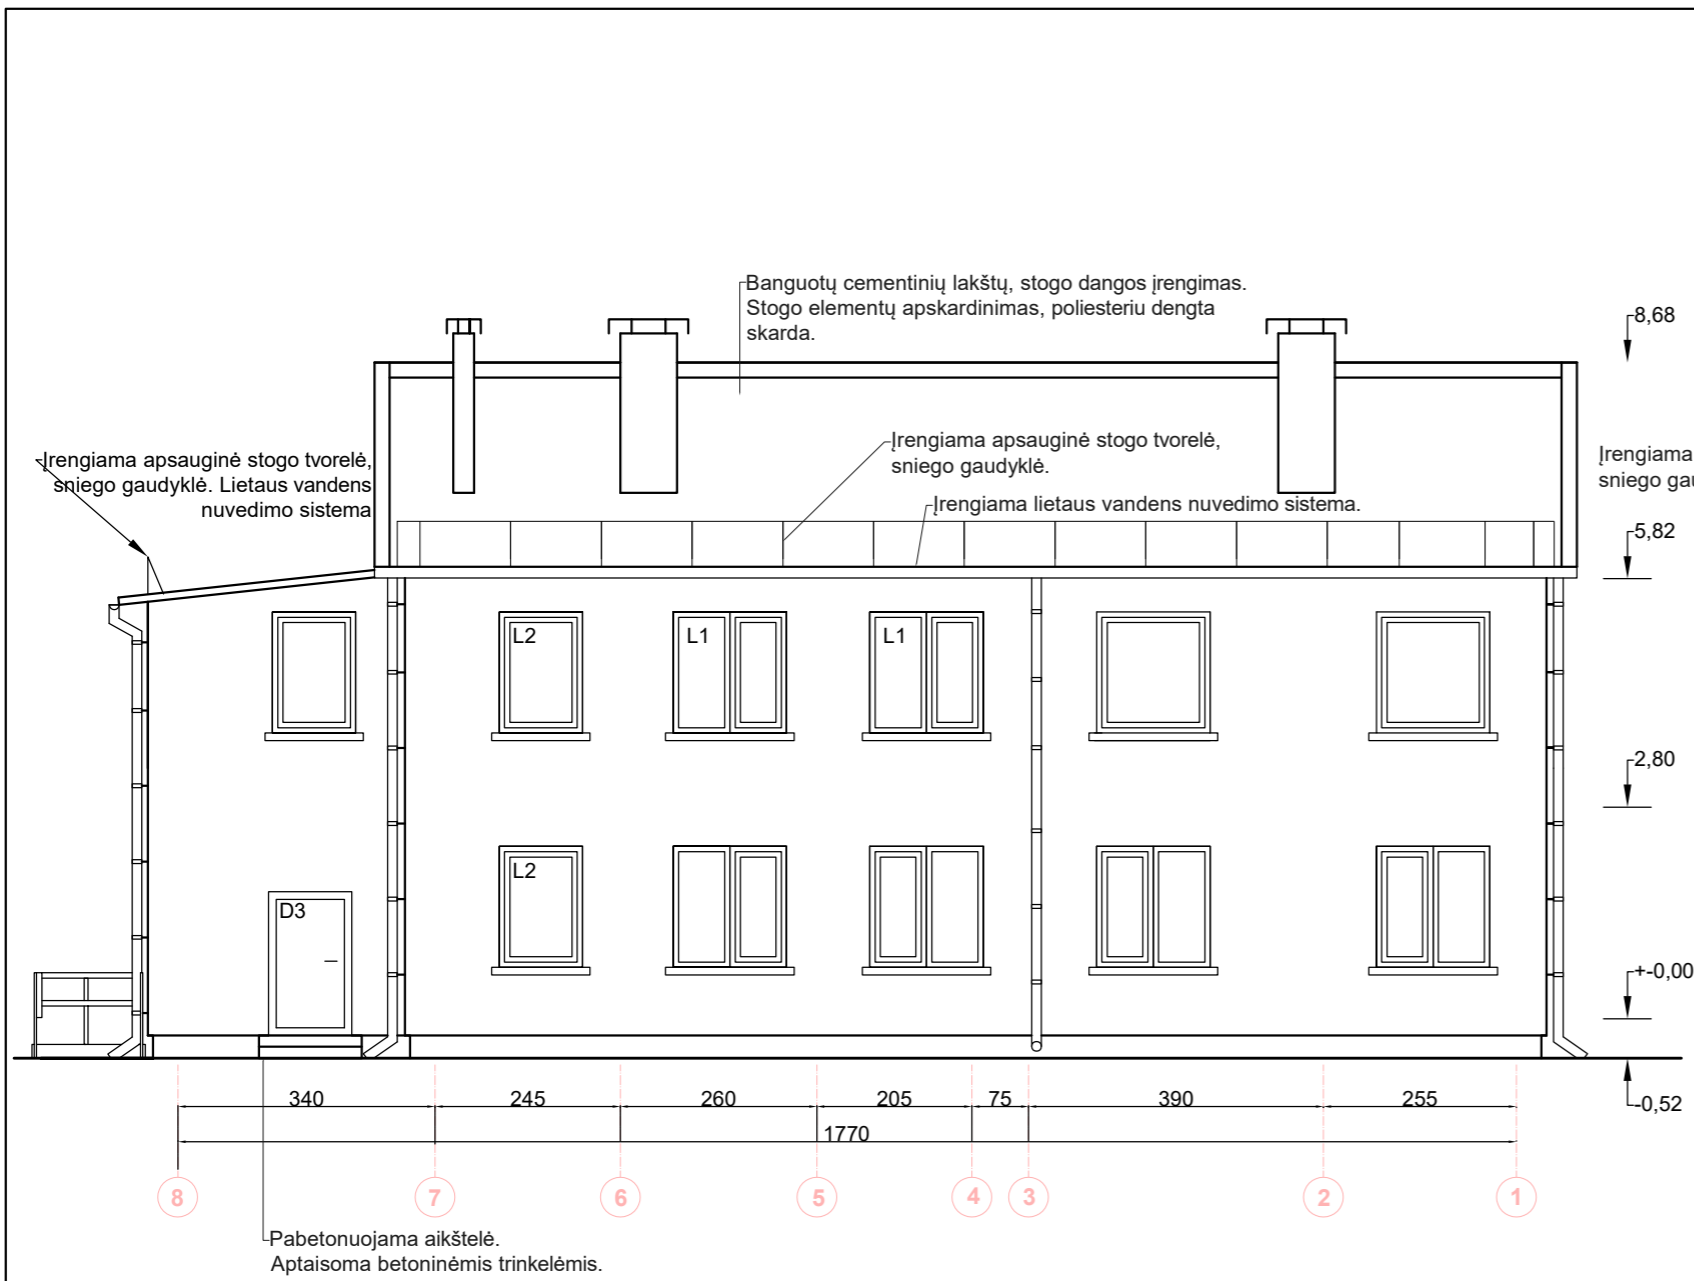 Banguotų cementinių lakštų, stogo dangos įrengimas.
Stogo elementų apskardinimas, poliesteriu dengta
skarda.
8,68
Įrengiama apsauginė stogo tvorelė,
sniego gaudyklė. Lietaus vandens
nuvedimo sistema
Įrengiama apsauginė stogo tvorelė,
sniego gaudyklė.
Įrengiama
sniego gau
Įrengiama lietaus vandens nuvedimo sistema.
5,82
L2
L1
L1
2,80
L2
D3
+-0,00
340
245
260
205
75
390
255
-0,52
1770
8
7
6
5
4
3
2
1
Pabetonuojama aikštelė.
Aptaisoma betoninėmis trinkelėmis.